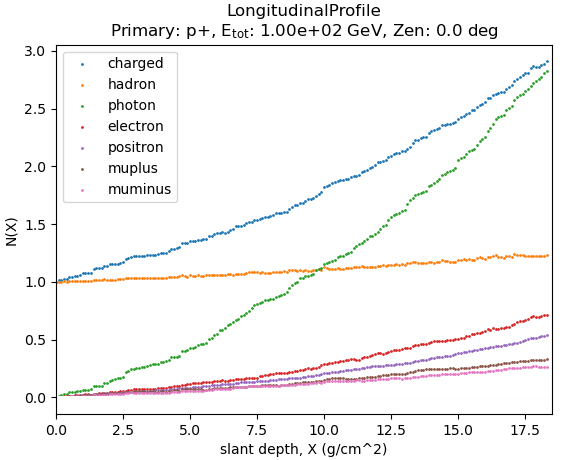 LongitudinalProfile
Primary: p+, E_tot: 1.00e+02 GeV, Zen: 0.0 deg
3.0
2.5
2.0
1.5
1.0
0.5
0.0
N(X)
charged
hadron
photon
electron
positron
muplus
muminus
0.0 2.5 5.0 7.5 10.0 12.5 15.0 17.5
slant depth, X (g/cm^2)